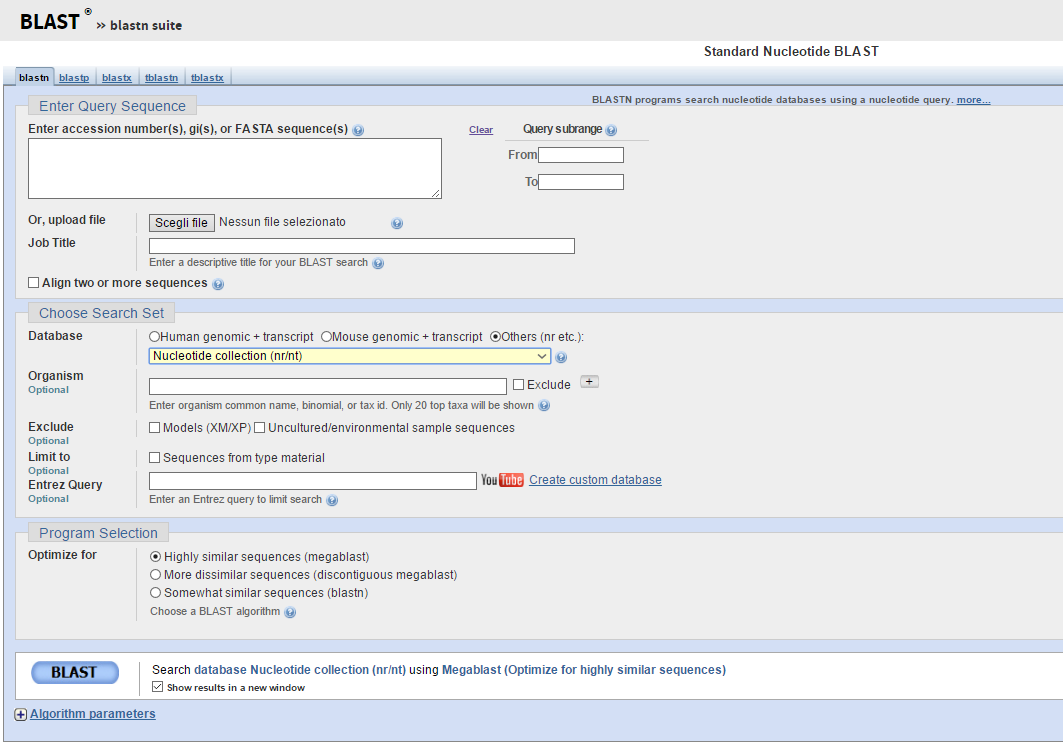 BLAST ® » blastn suite
Standard Nucleotide BLAST
blastn blastp blastx tblastn tblastx
Enter Query Sequence
BLASTN programs search nucleotide databases using a nucleotide query. more...
Enter accession number(s), gi(s), or FASTA sequence(s) Clear Query subrange
From
To
Or, upload file Scegli file Nessun file selezionato
Job Title
Enter a descriptive title for your BLAST search
Align two or more sequences
Choose Search Set
Database Human genomic + transcript Mouse genomic + transcript Others (nr etc.):
Nucleotide collection (nr/nt)
Organism
Optional
Exclude +
Enter organism common name, binomial, or tax id. Only 20 top taxa will be shown
Exclude Models (XM/XP) Uncultured/environmental sample sequences
Optional
Limit to Sequences from type material
Optional
Entrez Query YouTube Create custom database
Optional Enter an Entrez query to limit search
Program Selection
Optimize for Highly similar sequences (megablast)
More dissimilar sequences (discontiguous megablast)
Somewhat similar sequences (blastn)
Choose a BLAST algorithm
BLAST Search database Nucleotide collection (nr/nt) using Megablast (Optimize for highly similar sequences)
Show results in a new window
+ Algorithm parameters